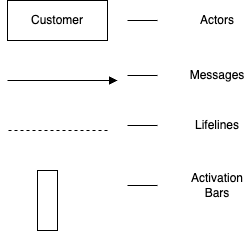 Customer
Actors
Messages
Lifelines
Activation
Bars